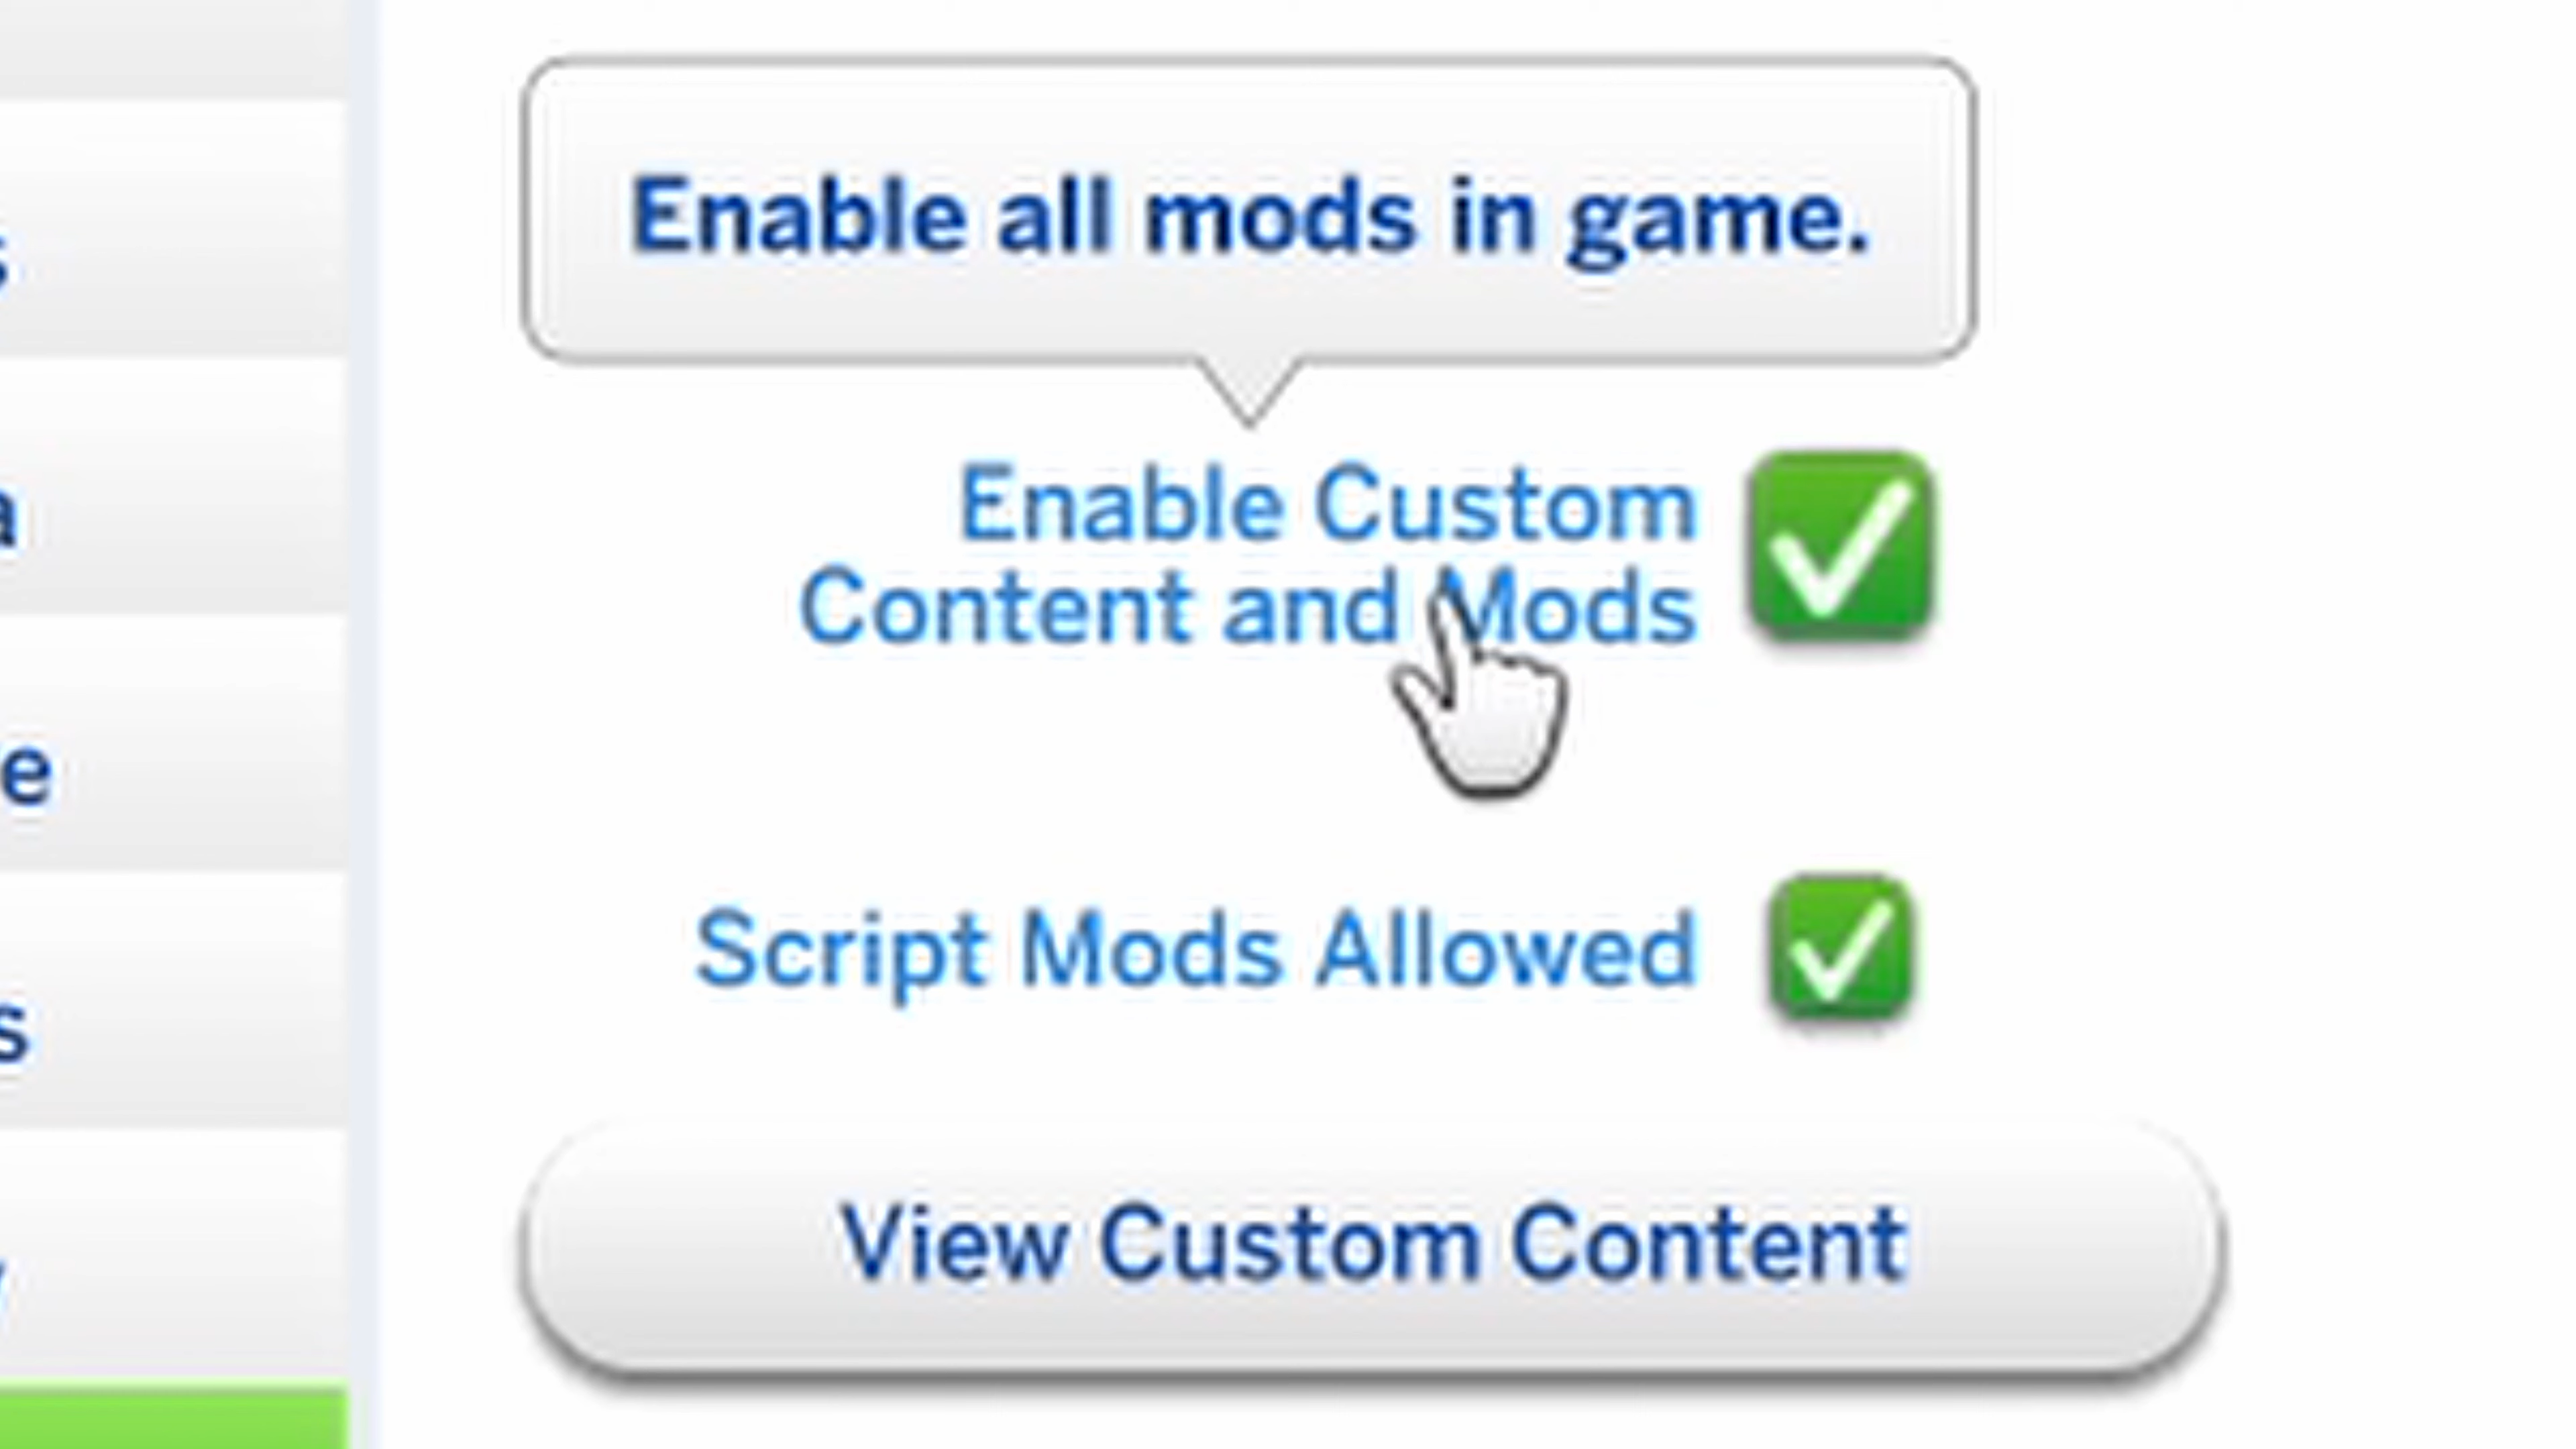 Enable all mods in game.
Enable Custom
Content and Mods
Script Mods Allowed
View Custom Content